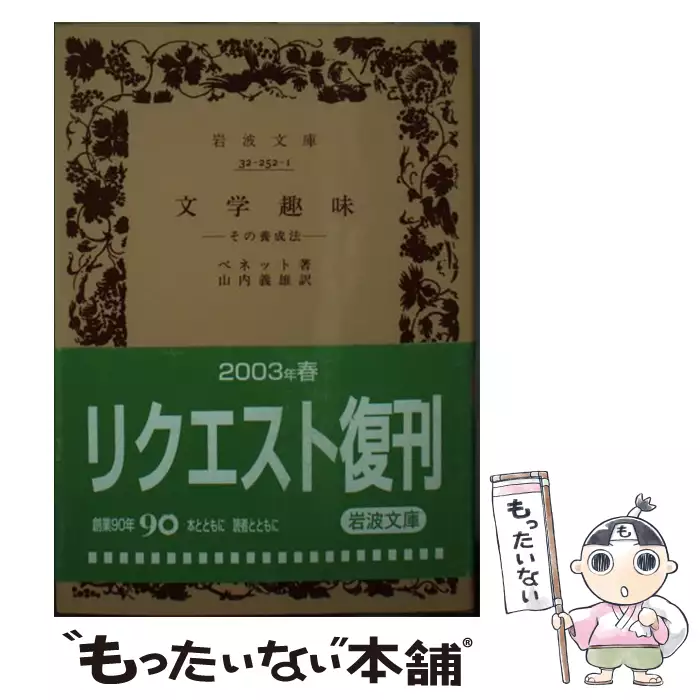 岩波文庫
32-252-1
文学趣味
―その養成法―
ベネット著
山内義雄訳
2003年春
リクエスト復刊
創業90年 90 本とともに 読者とともに
岩波文庫
もったいない
"もったいない本舗®